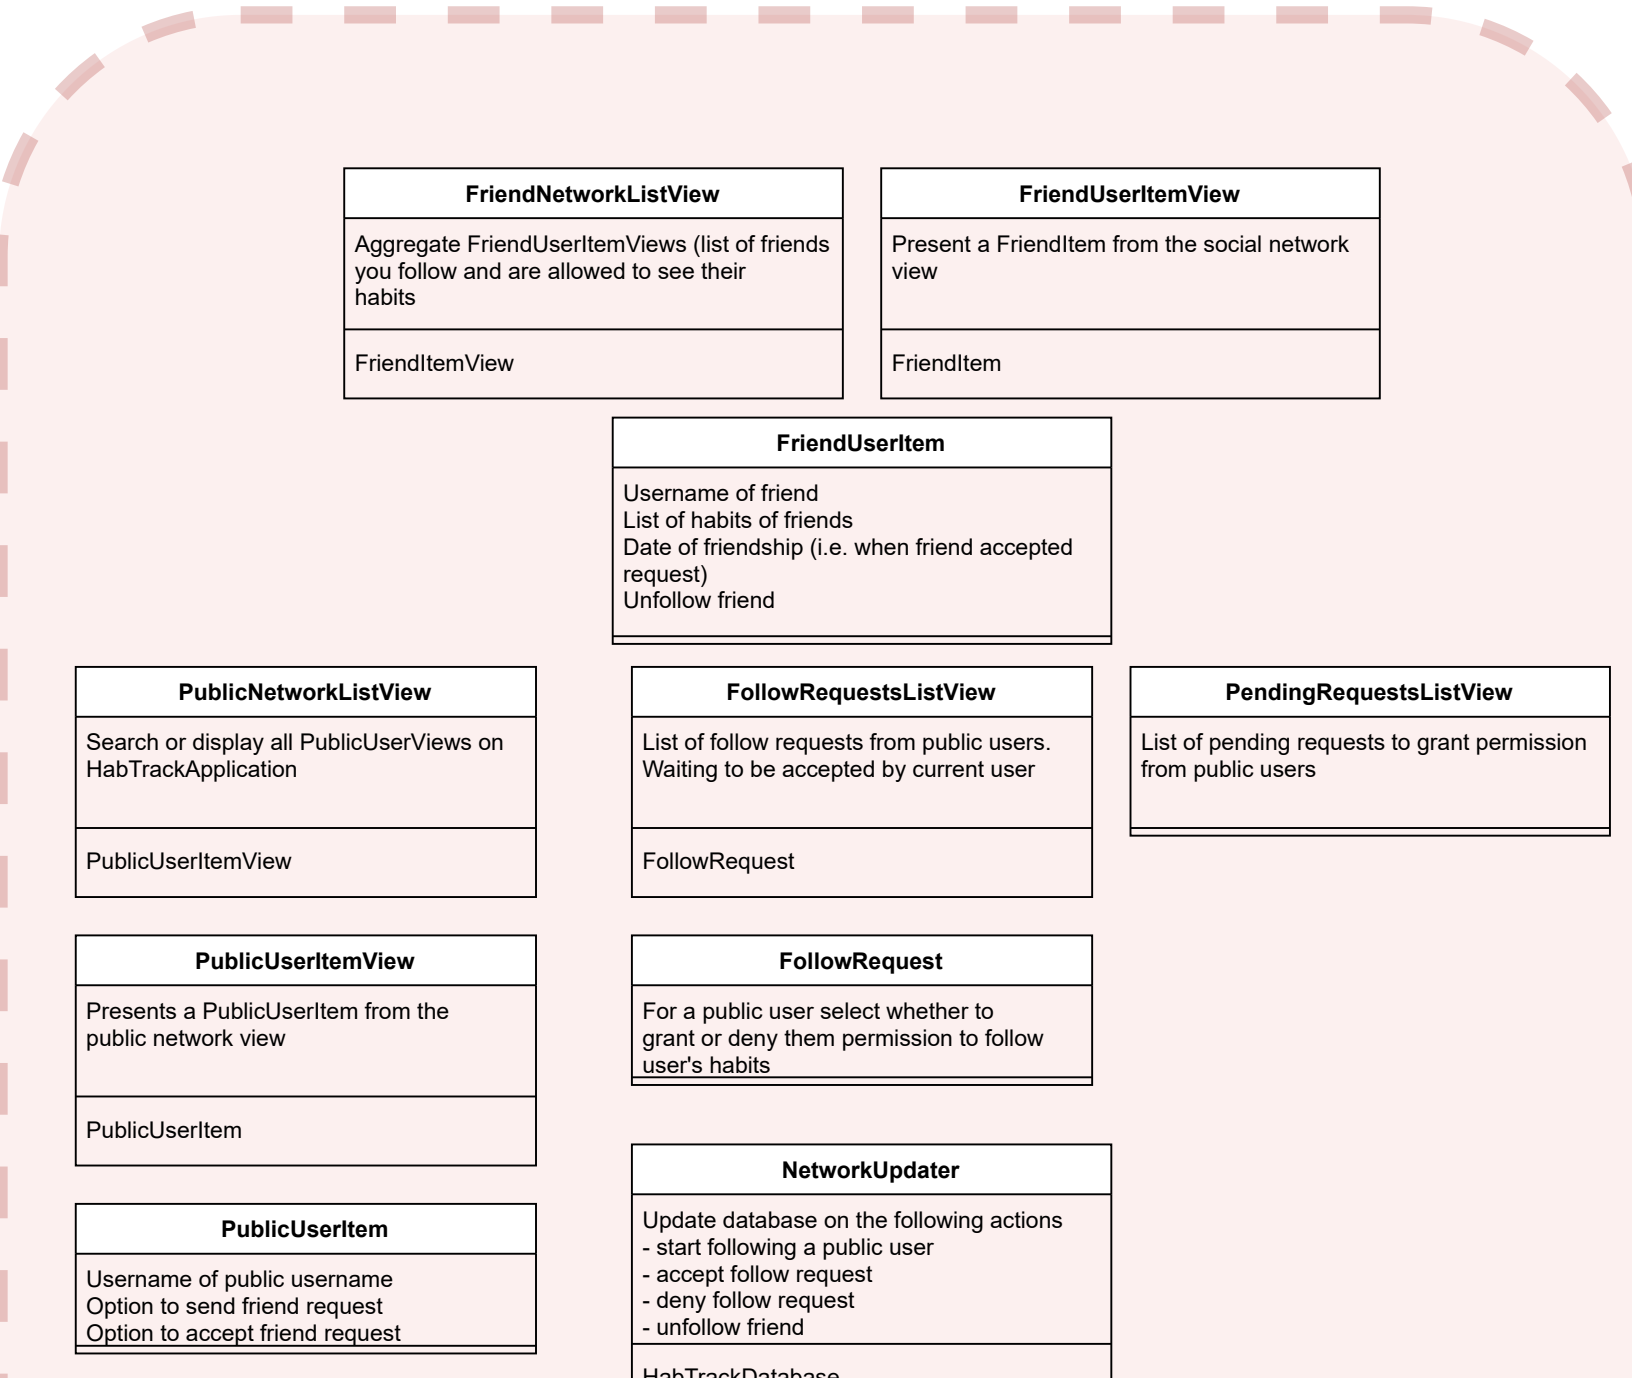 FriendNetworkListView
Aggregate FriendUserItemViews (list of friends
you follow and are allowed to see their
habits
FriendItemView
FriendUserItemView
Present a FriendItem from the social network
view
FriendItem
FriendUserItem
Username of friend
List of habits of friends
Date of friendship (i.e. when friend accepted
request)
Unfollow friend
PublicNetworkListView
Search or display all PublicUserViews on
HabTrackApplication
PublicUserItemView
FollowRequestsListView
List of follow requests from public users.
Waiting to be accepted by current user
FollowRequest
PendingRequestsListView
List of pending requests to grant permission
from public users
PublicUserItemView
Presents a PublicUserItem from the
public network view
PublicUserItem
FollowRequest
For a public user select whether to
grant or deny them permission to follow
user's habits
PublicUserItem
Username of public username
Option to send friend request
Option to accept friend request
NetworkUpdater
Update database on the following actions
- start following a public user
- accept follow request
- deny follow request
- unfollow friend
HabTrackDatabase